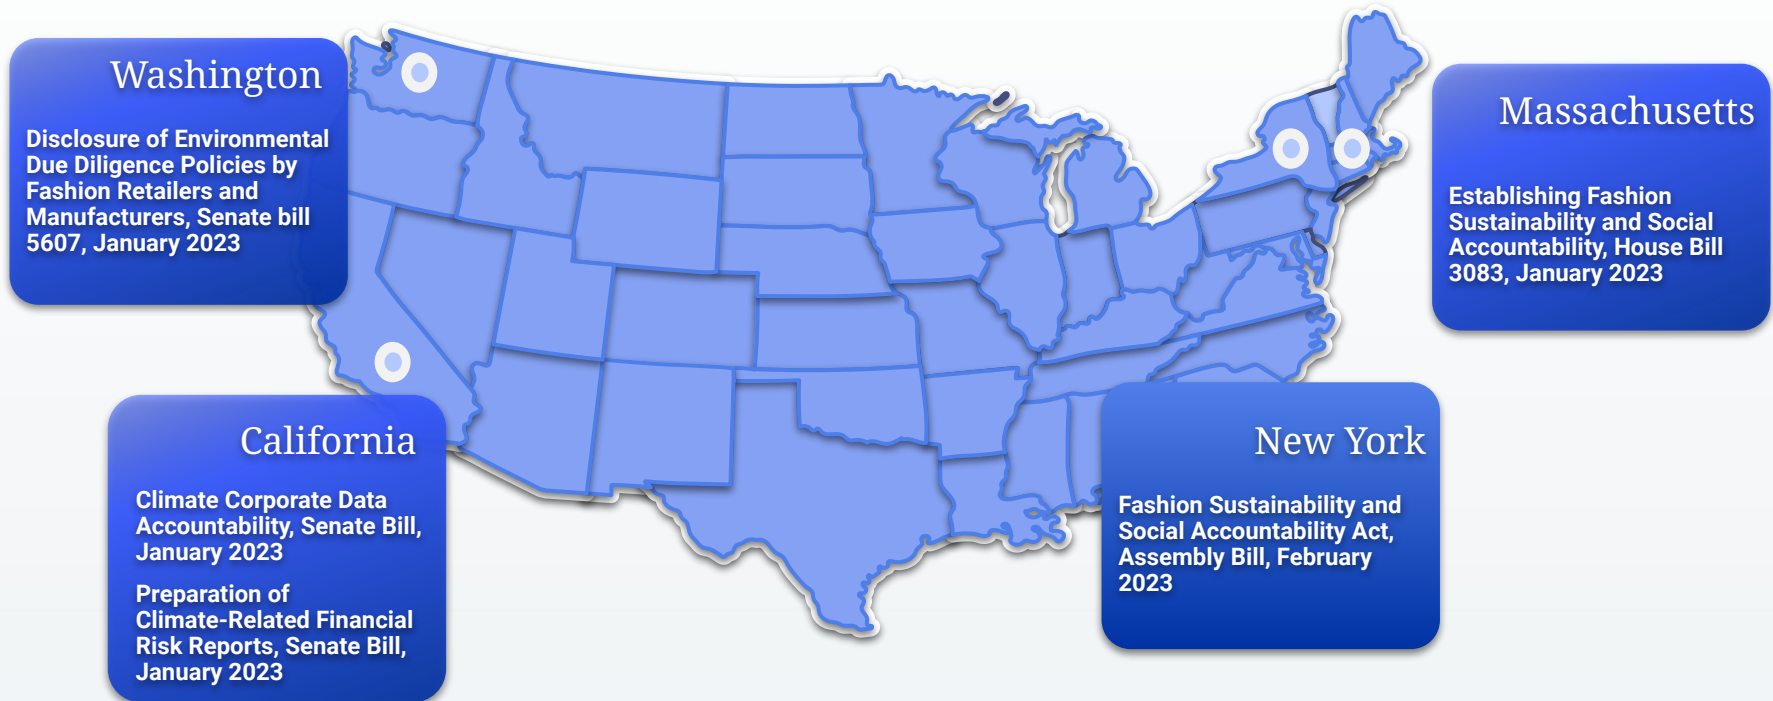 Washington
Disclosure of Environmental
Due Diligence Policies by
Fashion Retailers and
Manufacturers, Senate bill
5607, January 2023
Massachusetts
Establishing Fashion
Sustainability and Social
Accountability, House Bill
3083, January 2023
California
Climate Corporate Data
Accountability, Senate Bill,
January 2023
Preparation of
Climate-Related Financial
Risk Reports, Senate Bill,
January 2023
New York
Fashion Sustainability and
Social Accountability Act,
Assembly Bill, February
2023